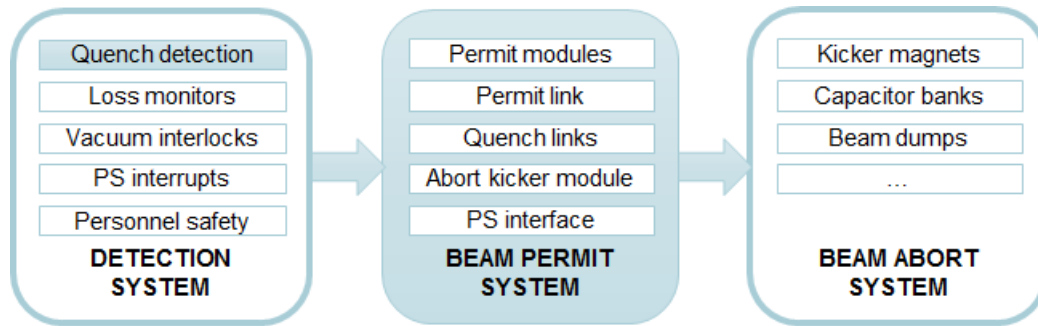 Quench detection
Loss monitors
Vacuum interlocks
PS interrupts
Personnel safety
DETECTION
SYSTEM
Permit modules
Permit link
Quench links
Abort kicker module
PS interface
BEAM PERMIT
SYSTEM
Kicker magnets
Capacitor banks
Beam dumps
...
BEAM ABORT
SYSTEM